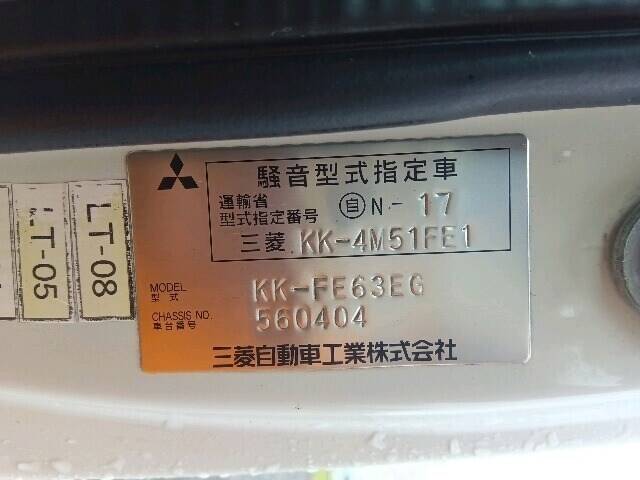 騒音型式指定車
運輸省
型式指定番号 自 N-17
三菱 KK-4M51FE1
MODEL
型式 KK-FE63EG
CHASSIS NO.
車台番号 560404
三菱自動車工業株式会社
LT-08
LT-05